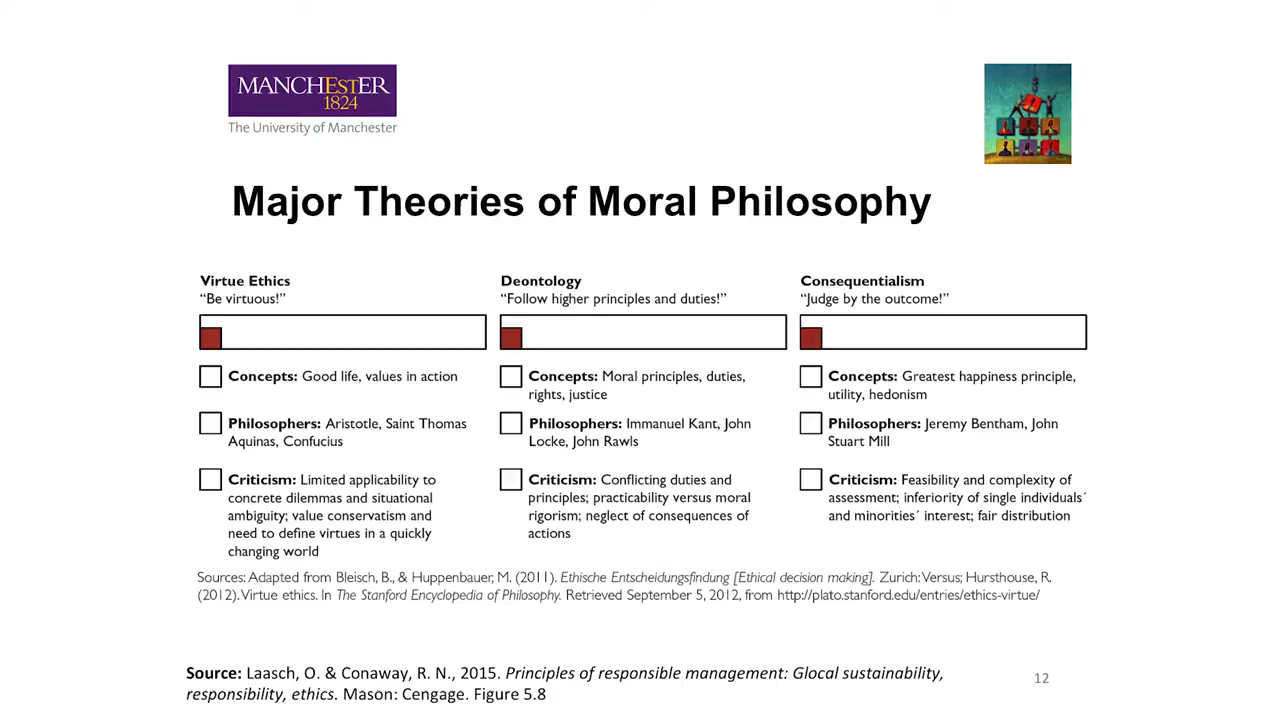 MANCHESTER
1824
The University of Manchester
Major Theories of Moral Philosophy
Virtue Ethics
“Be virtuous!”
Concepts: Good life, values in action
Philosophers: Aristotle, Saint Thomas
Aquinas, Confucius
Criticism: Limited applicability to
concrete dilemmas and situational
ambiguity; value conservatism and
need to define virtues in a quickly
changing world
Deontology
“Follow higher principles and duties!”
Concepts: Moral principles, duties,
rights, justice
Philosophers: Immanuel Kant, John
Locke, John Rawls
Criticism: Conflicting duties and
principles; practicability versus moral
rigorism; neglect of consequences of
actions
Consequentialism
“Judge by the outcome!”
Concepts: Greatest happiness principle,
utility, hedonism
Philosophers: Jeremy Bentham, John
Stuart Mill
Criticism: Feasibility and complexity of
assessment; inferiority of single individuals´
and minorities´ interest; fair distribution
Sources: Adapted from Bleisch, B., & Huppenbauer, M. (2011). Ethische Entscheidungsfindung [Ethical decision making]. Zurich: Versus; Hursthouse, R.
(2012). Virtue ethics. In The Stanford Encyclopedia of Philosophy. Retrieved September 5, 2012, from http://plato.stanford.edu/entries/ethics-virtue/
Source: Laasch, O. & Conaway, R. N., 2015. Principles of responsible management: Glocal sustainability,
responsibility, ethics. Mason: Cengage. Figure 5.8
12